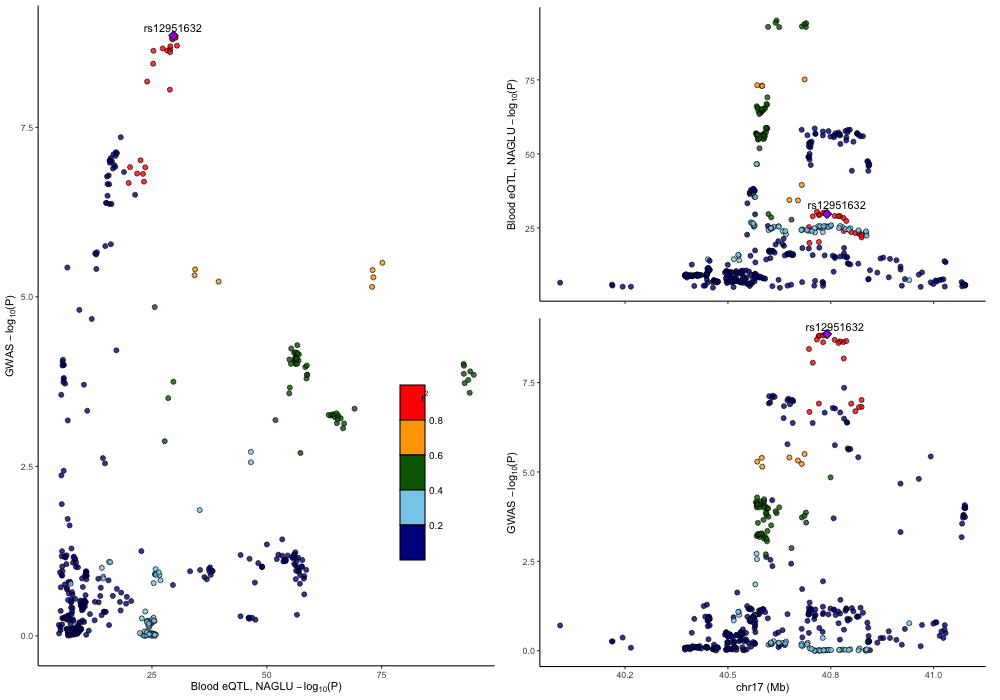 rs12951632
GWAS −log10(P)
7.5
5.0
2.5
0.0
25
50
75
Blood eQTL, NAGLU −log10(P)
r2
0.8
0.6
0.4
0.2
Blood eQTL, NAGLU −log10(P)
75
50
25
rs12951632
GWAS −log10(P)
7.5
5.0
2.5
0.0
rs12951632
40.2
40.5
40.8
41.0
chr17 (Mb)